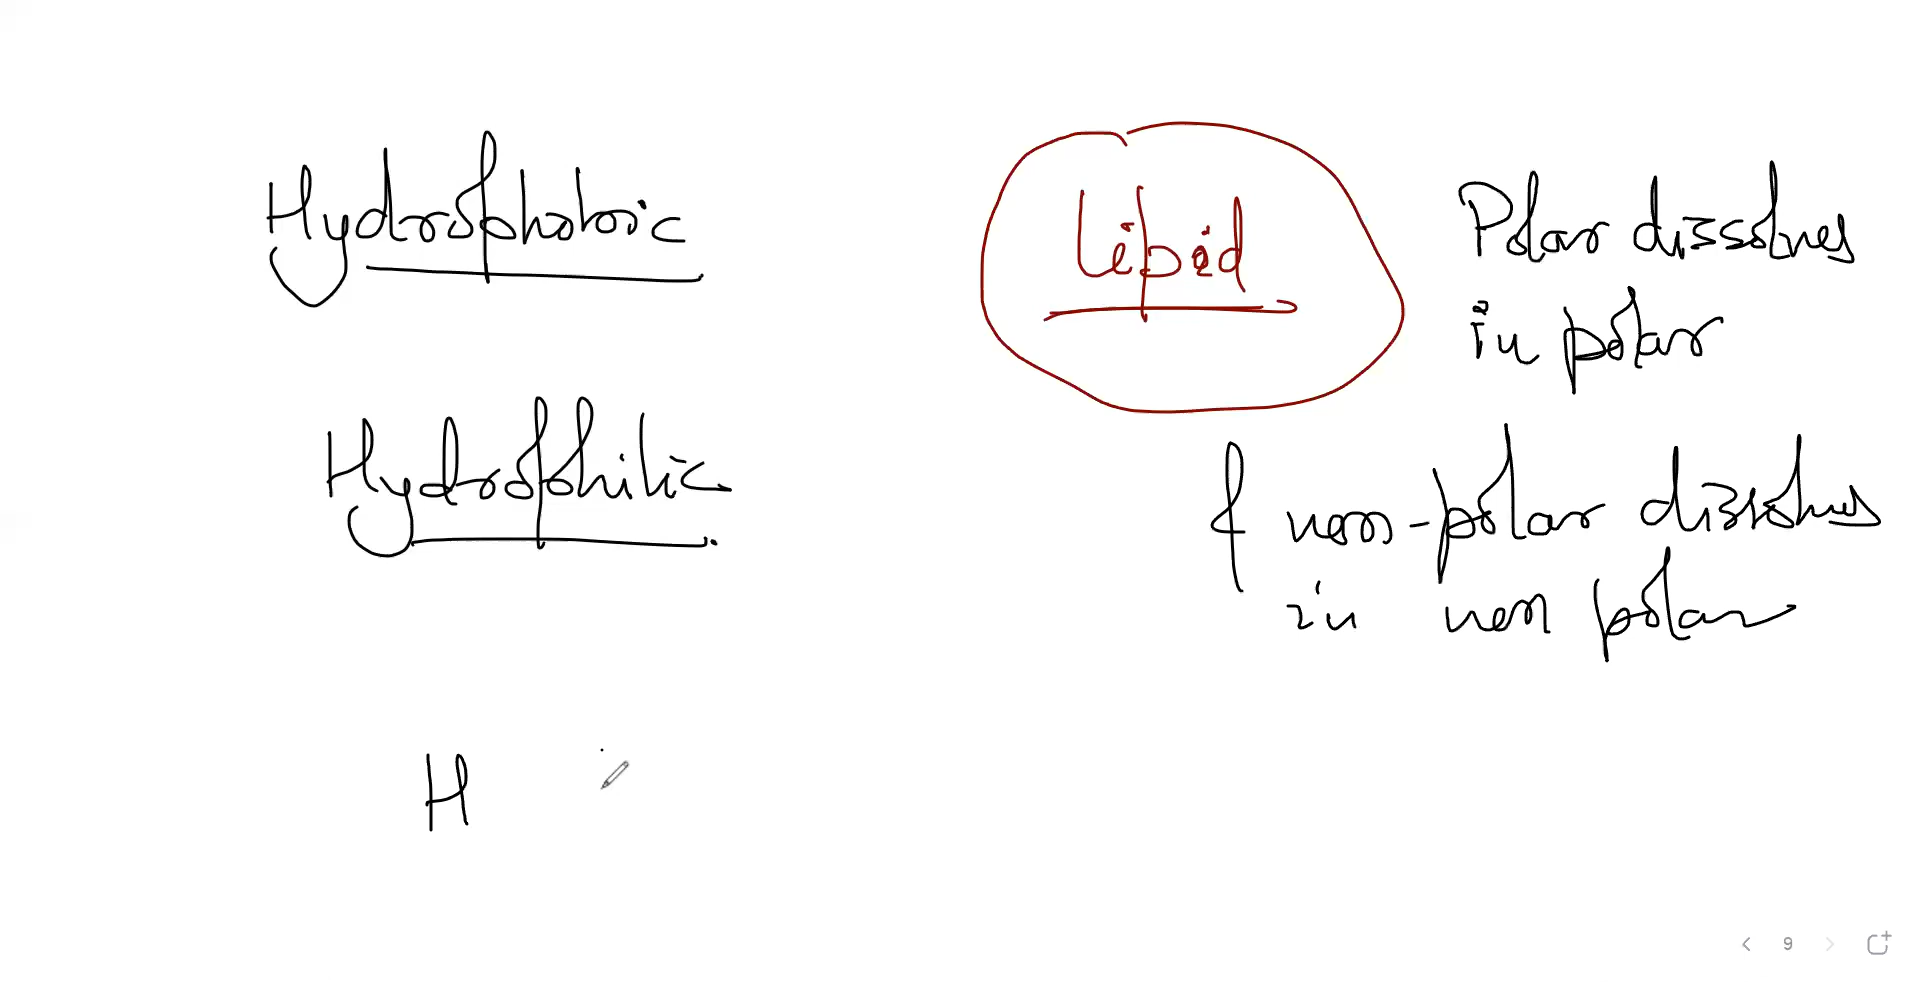 Hydrophobic
Lipid
Polar dissolves
in polar
Hydrophilic
& non-polar dissolves
in non polar
H
9